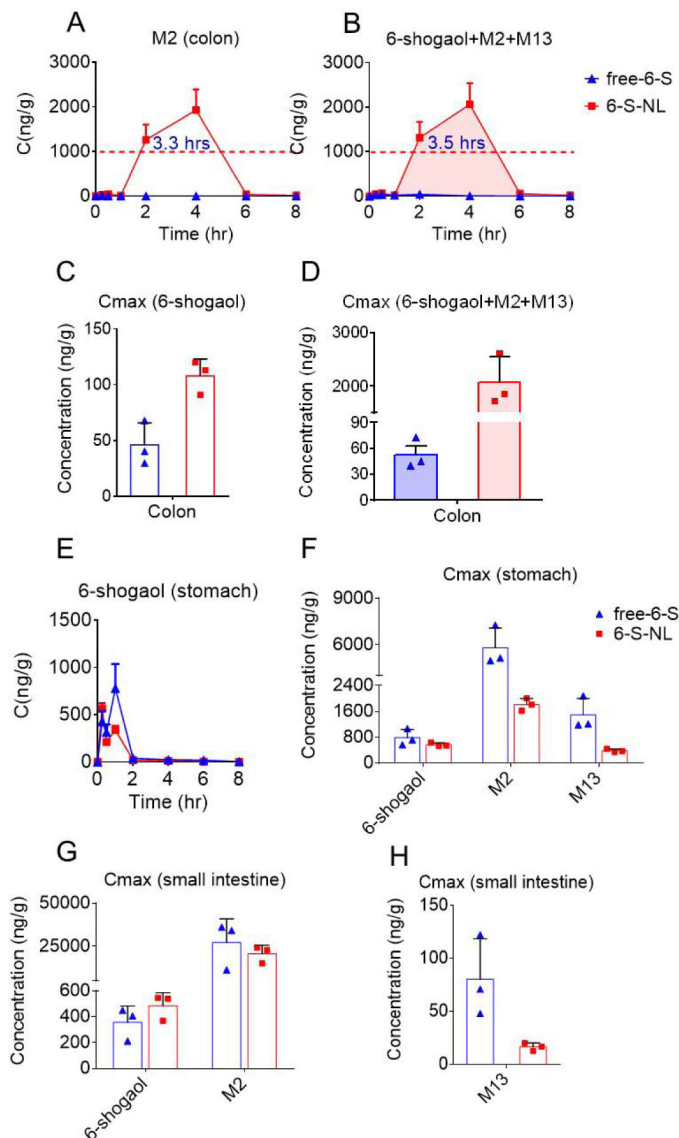 A
M2 (colon)
C(ng/g)
3000
2000
1000
0
3.3 hrs
0 2 4 6 8
Time (hr)
B
6-shogaol+M2+M13
C(ng/g)
3000
2000
1000
0
3.5 hrs
0 2 4 6 8
Time (hr)
free-6-S
6-S-NL
C
Cmax (6-shogaol)
Concentration (ng/g)
150
100
50
0
Colon
D
Cmax (6-shogaol+M2+M13)
Concentration (ng/g)
3000
2000
90
60
30
0
Colon
E
6-shogaol (stomach)
C(ng/g)
1500
1000
500
0
0 2 4 6 8
Time (hr)
F
Cmax (stomach)
Concentration (ng/g)
9000
6000
2400
1600
800
0
6-shogaol
M2
M13
free-6-S
6-S-NL
G
Cmax (small intestine)
Concentration (ng/g)
50000
25000
600
400
200
0
6-shogaol
M2
H
Cmax (small intestine)
Concentration (ng/g)
150
100
50
0
M13